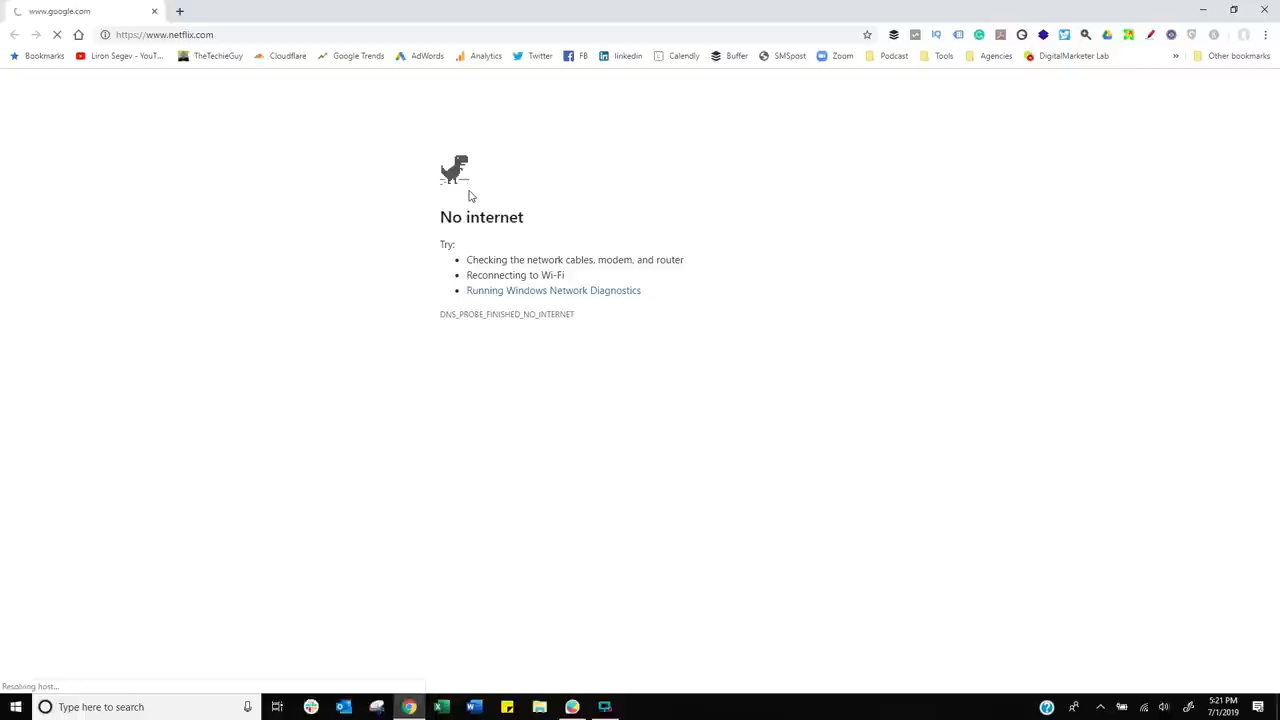 www.google.com
https://www.netflix.com
Bookmarks Liron Segev - YouT... TheTechieGuy Cloudflare Google Trends AdWords Analytics Twitter FB linkedin Calendly Buffer SMSpost Zoom Podcast Tools Agencies DigitalMarketer Lab » Other bookmarks
No internet
Try:
• Checking the network cables, modem, and router
• Reconnecting to Wi-Fi
• Running Windows Network Diagnostics
DNS_PROBE_FINISHED_NO_INTERNET
Resolving host...
Type here to search
5:21 PM
7/1/2019